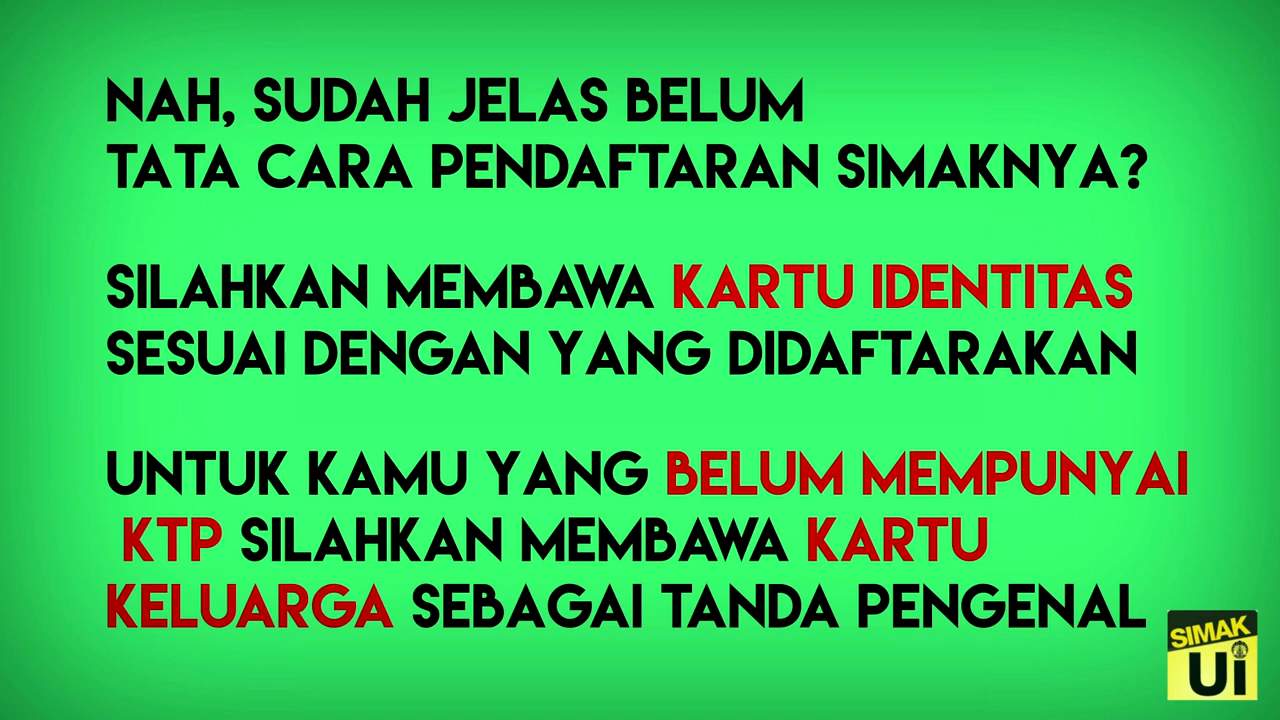 NAH, SUDAH JELAS BELUM
TATA CARA PENDAFTARAN SIMAKNYA?
SILAHKAN MEMBAWA KARTU IDENTITAS
SESUAI DENGAN YANG DIDAFTARAKAN
UNTUK KAMU YANG BELUM MEMPUNYAI
KTP SILAHKAN MEMBAWA KARTU
KELUARGA SEBAGAI TANDA PENGENAL
SIMAK
Ui